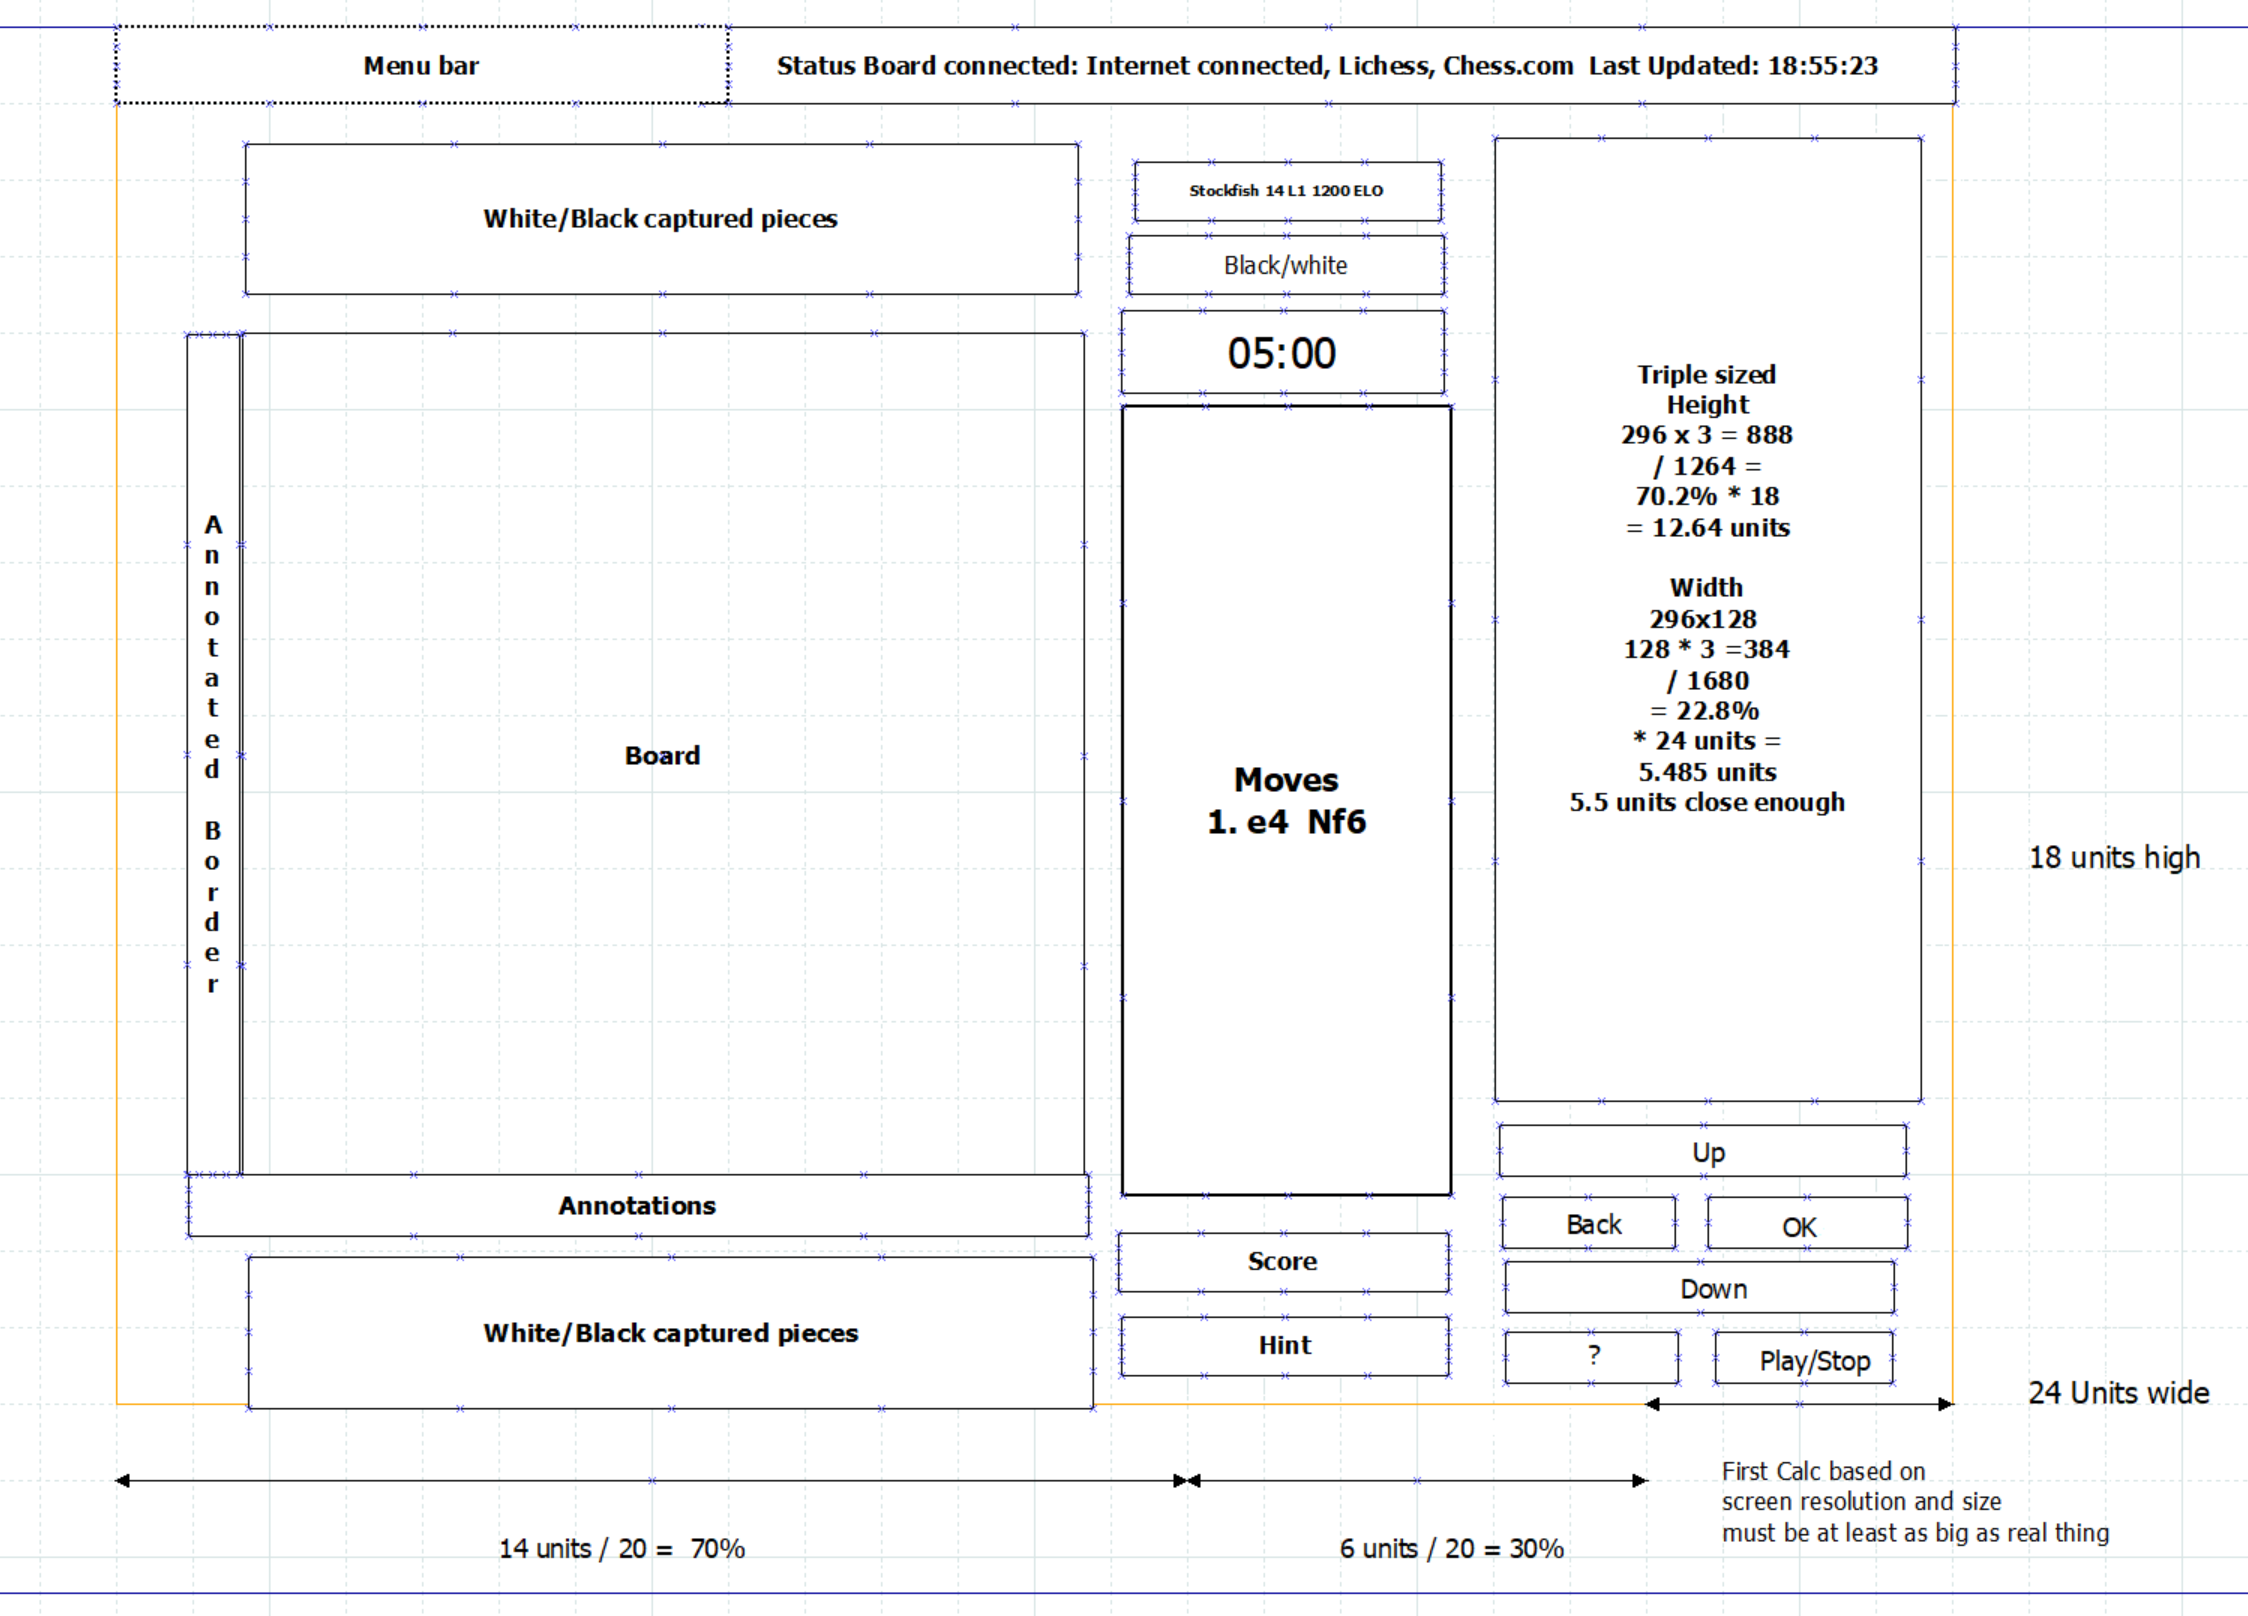 Menu bar
Status Board connected: Internet connected, Lichess, Chess.com  Last Updated: 18:55:23
White/Black captured pieces
Stockfish 14 L1 1200 ELO
Black/white
05:00
Annotated Border
Board
Moves
1. e4  Nf6
Triple sized
Height
296 x 3 = 888
/ 1264 =
70.2% * 18
= 12.64 units
Width
296x128
128 * 3 =384
/ 1680
= 22.8%
* 24 units =
5.485 units
5.5 units close enough
18 units high
Up
Back
OK
Annotations
Score
Down
White/Black captured pieces
Hint
?
Play/Stop
24 Units wide
First Calc based on
screen resolution and size
must be at least as big as real thing
14 units / 20 =  70%
6 units / 20 = 30%